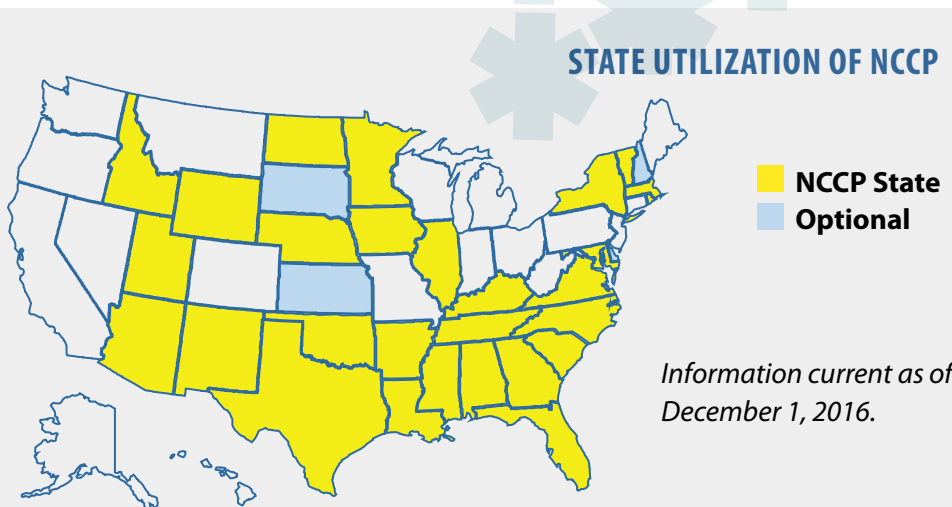 STATE UTILIZATION OF NCCP
NCCP State
Optional
Information current as of
December 1, 2016.